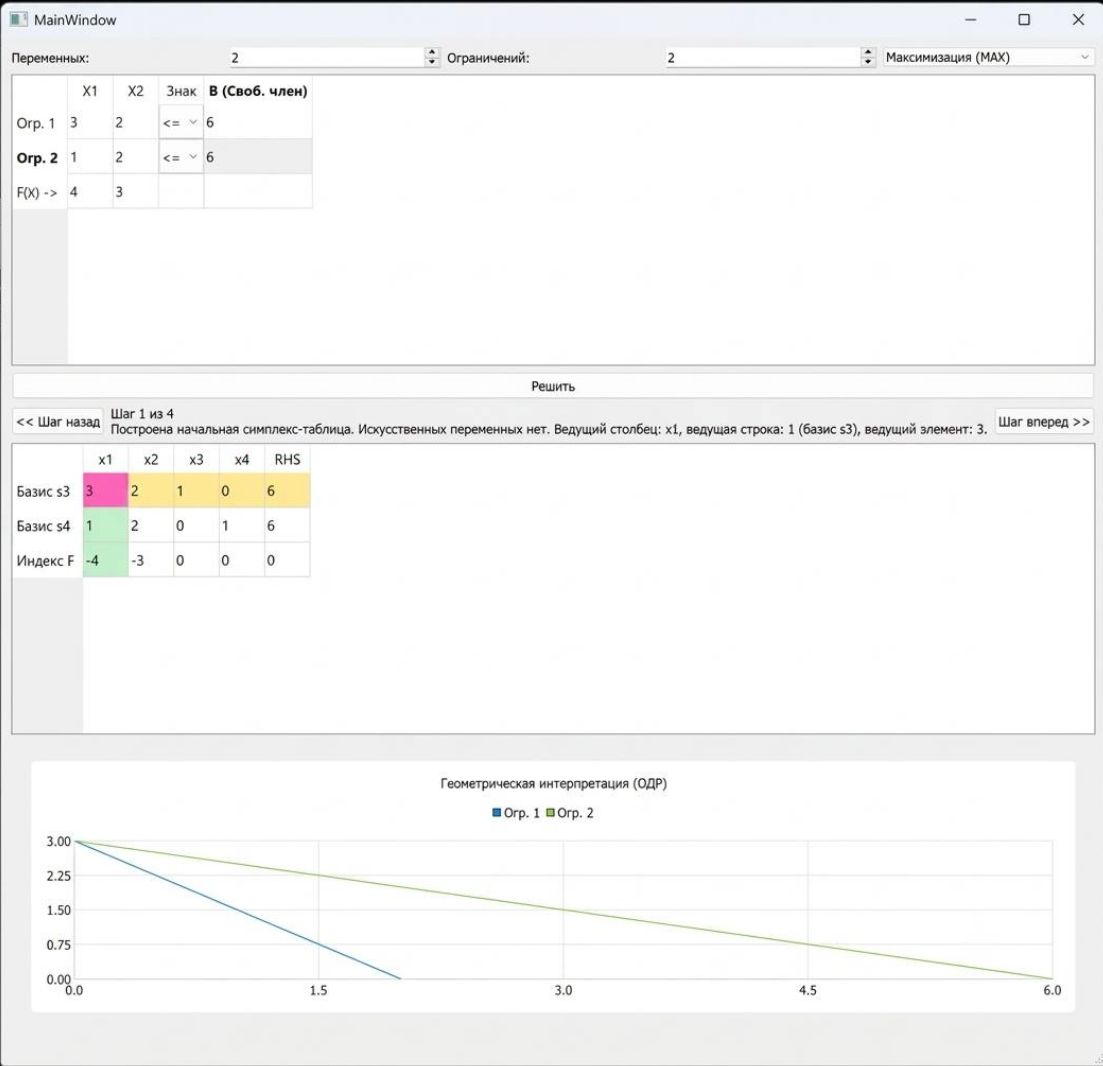 MainWindow
Переменных: 2 Ограничений: 2 Максимизация (MAX)
X1 X2 Знак В (Своб. член)
Огр. 1 3 2 <= 6
Огр. 2 1 2 <= 6
F(X) -> 4 3
Решить
<< Шаг назад
Шаг 1 из 4
Построена начальная симплекс-таблица. Искусственных переменных нет. Ведущий столбец: x1, ведущая строка: 1 (базис s3), ведущий элемент: 3.
Шаг вперед >>
x1 x2 x3 x4 RHS
Базис s3 3 2 1 0 6
Базис s4 1 2 0 1 6
Индекс F -4 -3 0 0 0
Геометрическая интерпретация (ОДР)
Огр. 1 Огр. 2
3.00
2.25
1.50
0.75
0.00
0.0 1.5 3.0 4.5 6.0